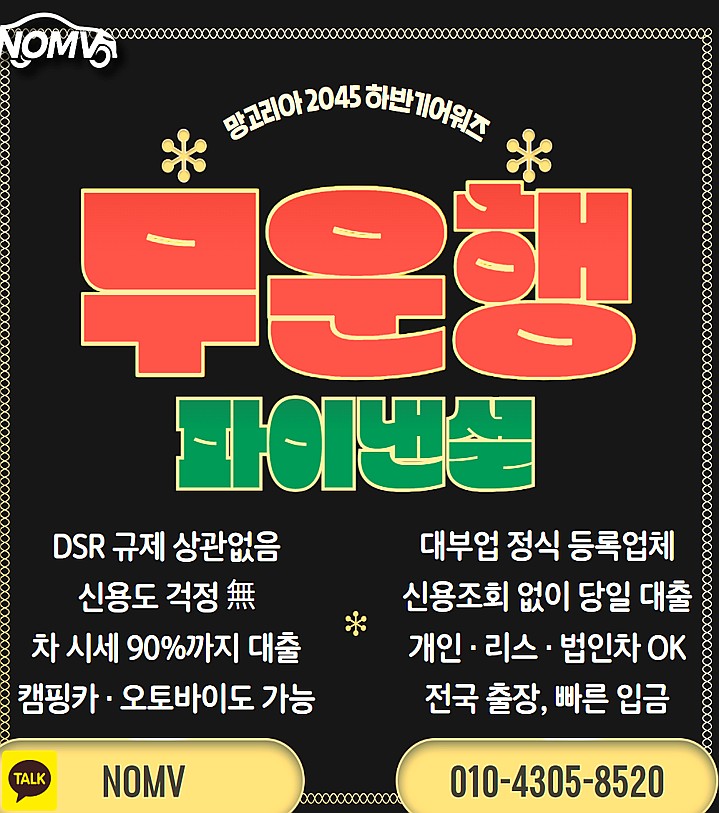 NOMV
망고리아 2045 하반기어워즈
무운행
파이낸셜
DSR 규제 상관없음
신용도 걱정 無
차 시세 90%까지 대출
캠핑카 · 오토바이도 가능
대부업 정식 등록업체
신용조회 없이 당일 대출
개인 · 리스 · 법인차 OK
전국 출장, 빠른 입금
TALK
NOMV
010-4305-8520